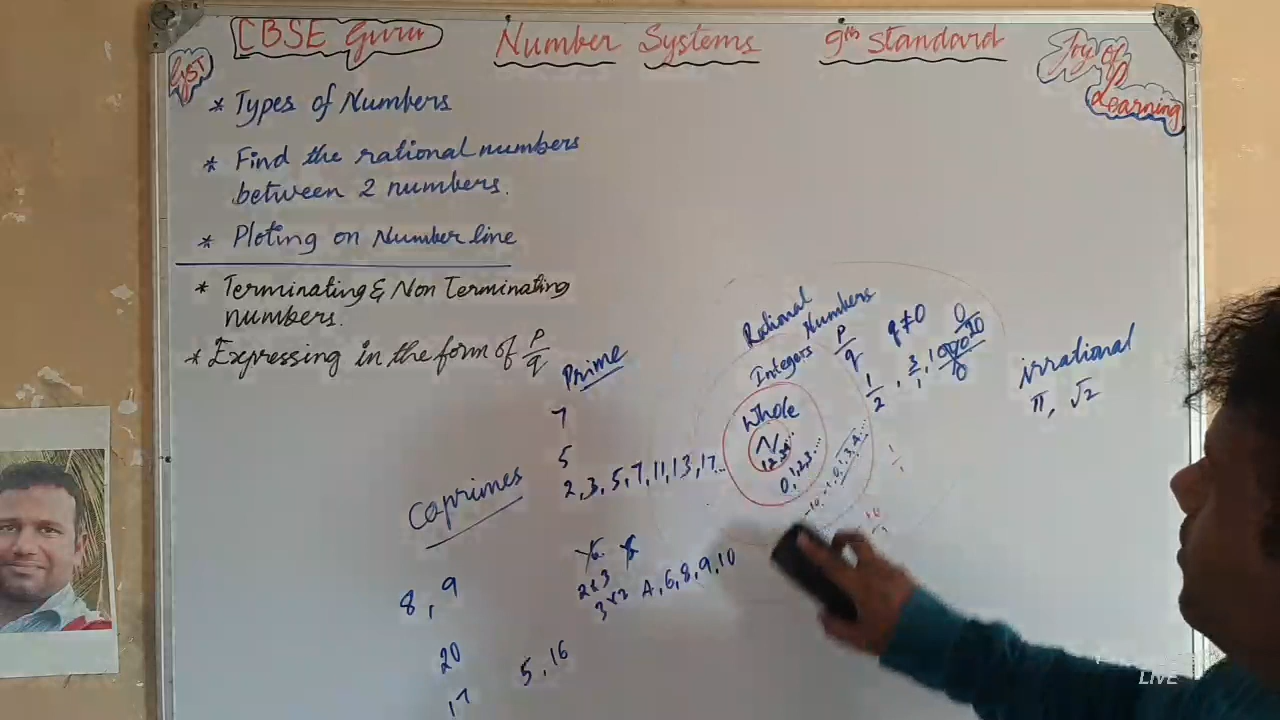 CBSE Guru
Number Systems
9th standard
Joy of
Learning
* Types of Numbers
* Find the rational numbers
between 2 numbers.
* Ploting on Number line
* Terminating & Non Terminating
numbers.
* Expressing in the form of P/q
Prime
7
5
2, 3, 5, 7, 11, 13, 17...
Coprimes
8, 9
20
17
5, 16
2x3
4, 6, 8, 9, 10
Rational
Numbers
Integers
P/q q≠0
1/2, 3/1,
Whole
N
0, 1, 2, 3...
irrational
π, √2
LIVE